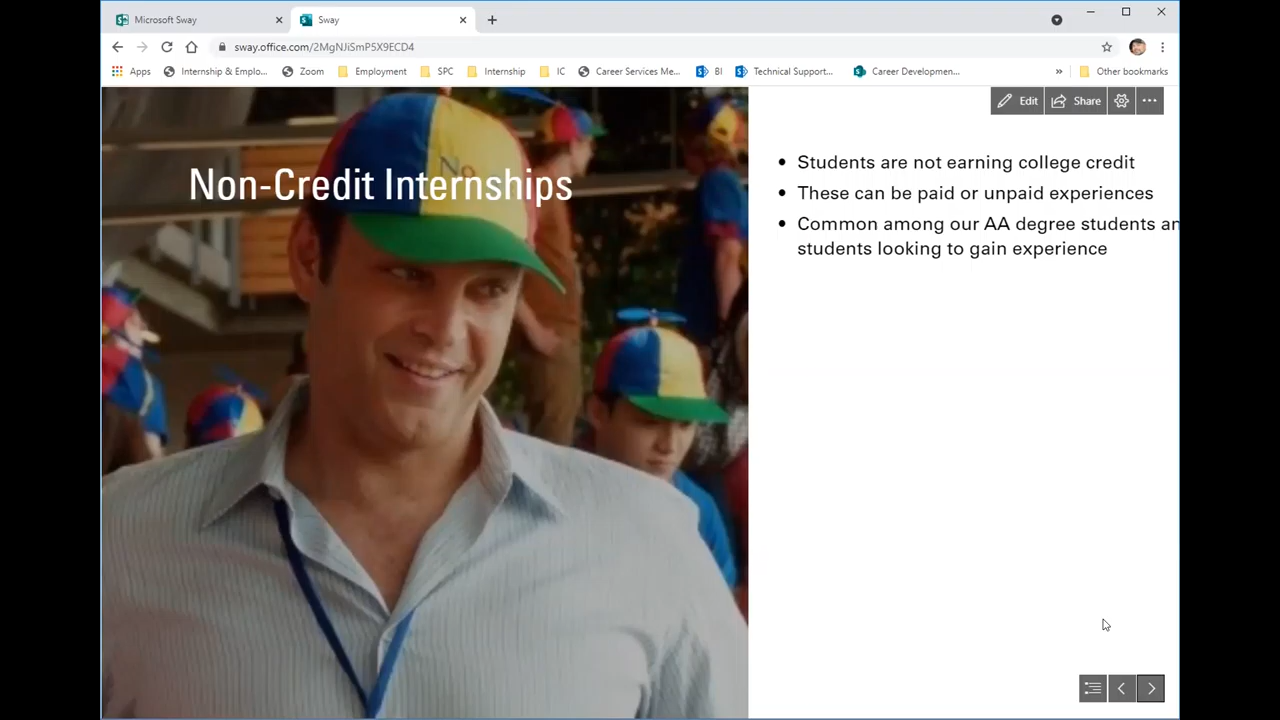 Microsoft Sway
Sway
sway.office.com/2MgNJiSmP5X9ECD4
Apps
Internship & Emplo...
Zoom
Employment
SPC
Internship
IC
Career Services Me...
BI
Technical Support...
Career Developmen...
»
Other bookmarks
Edit
Share
No
Non-Credit Internships
• Students are not earning college credit
• These can be paid or unpaid experiences
• Common among our AA degree students an
students looking to gain experience